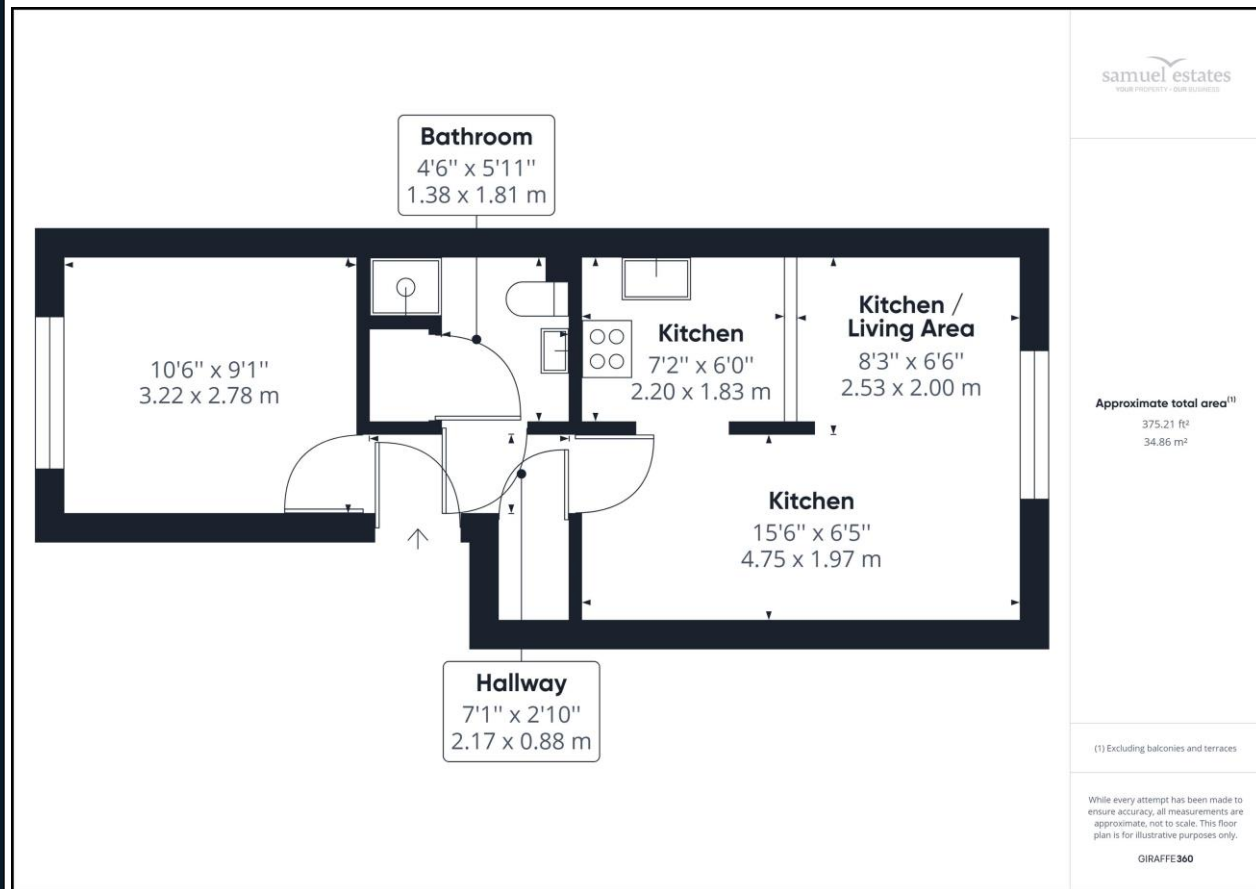 samuel estates
YOUR PROPERTY • OUR BUSINESS
Bathroom
4'6" x 5'11"
1.38 x 1.81 m
10'6" x 9'1"
3.22 x 2.78 m
Kitchen
7'2" x 6'0"
2.20 x 1.83 m
Kitchen /
Living Area
8'3" x 6'6"
2.53 x 2.00 m
Kitchen
15'6" x 6'5"
4.75 x 1.97 m
Hallway
7'1" x 2'10"
2.17 x 0.88 m
Approximate total area(1)
375.21 ft²
34.86 m²
(1) Excluding balconies and terraces
While every attempt has been made to
ensure accuracy, all measurements are
approximate, not to scale. This floor
plan is for illustrative purposes only.
GIRAFFE360